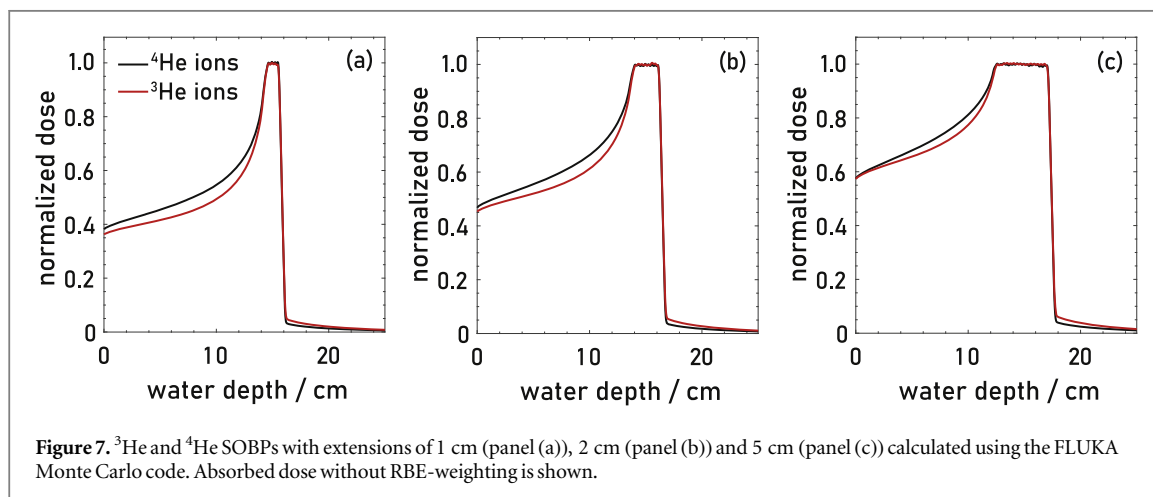 (a)
⁴He ions
³He ions
normalized dose
1.0
0.8
0.6
0.4
0.2
0
0
10
20
water depth / cm
(b)
normalized dose
1.0
0.8
0.6
0.4
0.2
0
0
10
20
water depth / cm
(c)
normalized dose
1.0
0.8
0.6
0.4
0.2
0
0
10
20
water depth / cm
Figure 7. ³He and ⁴He SOBPs with extensions of 1 cm (panel (a)), 2 cm (panel (b)) and 5 cm (panel (c)) calculated using the FLUKA
Monte Carlo code. Absorbed dose without RBE-weighting is shown.